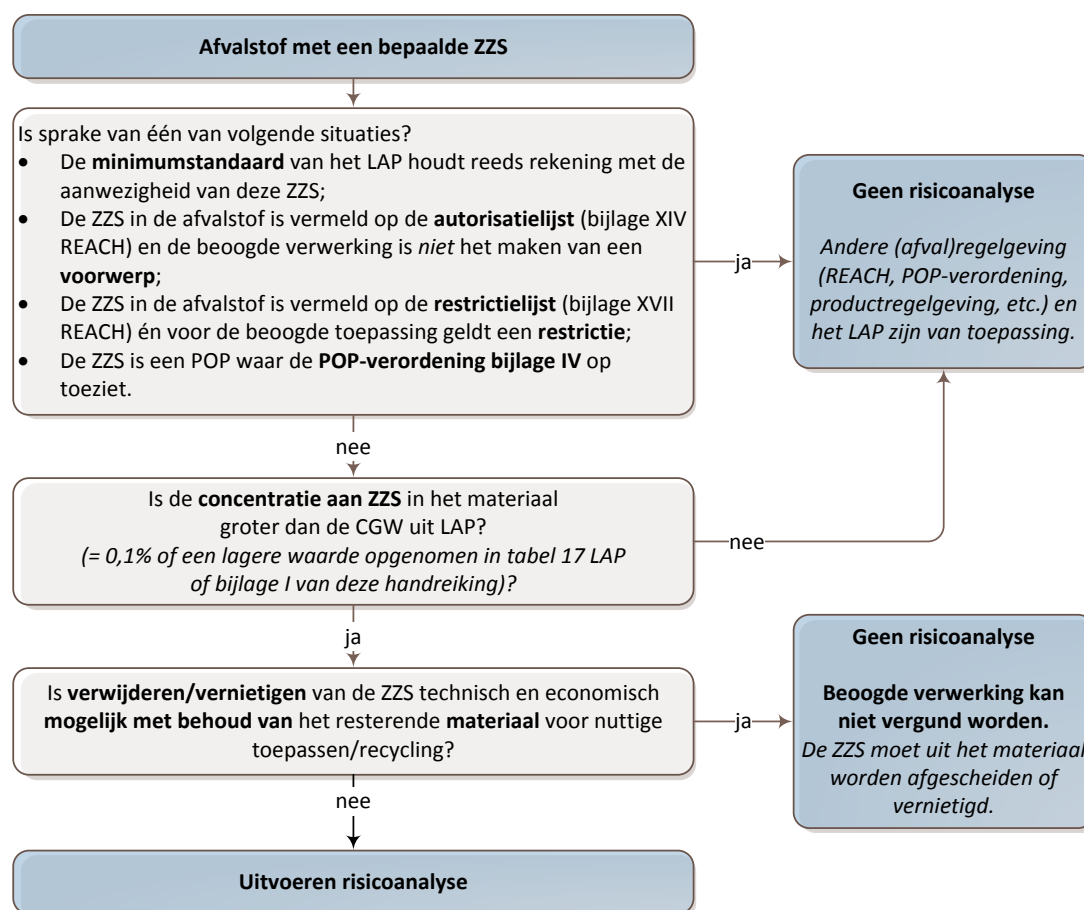 Afvalstof met een bepaalde ZZS
Is sprake van één van volgende situaties?
• De minimumstandaard van het LAP houdt reeds rekening met de
aanwezigheid van deze ZZS;
• De ZZS in de afvalstof is vermeld op de autorisatielijst (bijlage XIV
REACH) en de beoogde verwerking is niet het maken van een
voorwerp;
• De ZZS in de afvalstof is vermeld op de restrictielijst (bijlage XVII
REACH) én voor de beoogde toepassing geldt een restrictie;
• De ZZS is een POP waar de POP-verordening bijlage IV op
toeziet.
ja
Geen risicoanalyse
Andere (afval)regelgeving
(REACH, POP-verordening,
productregelgeving, etc.) en
het LAP zijn van toepassing.
nee
Is de concentratie aan ZZS in het materiaal
groter dan de CGW uit LAP?
(= 0,1% of een lagere waarde opgenomen in tabel 17 LAP
of bijlage I van deze handreiking)?
nee
ja
Is verwijderen/vernietigen van de ZZS technisch en economisch
mogelijk met behoud van het resterende materiaal voor nuttige
toepassen/recycling?
ja
Geen risicoanalyse
Beoogde verwerking kan
niet vergund worden.
De ZZS moet uit het materiaal
worden afgescheiden of
vernietigd.
nee
Uitvoeren risicoanalyse